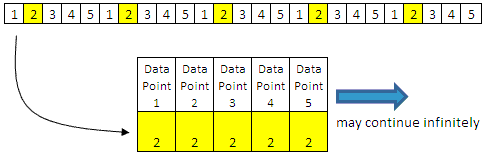 1 2 3 4 5 1 2 3 4 5 1 2 3 4 5 1 2 3 4 5 1 2 3 4 5
Data Data Data Data Data
Point Point Point Point Point
1 2 3 4 5
2 2 2 2 2
may continue infinitely